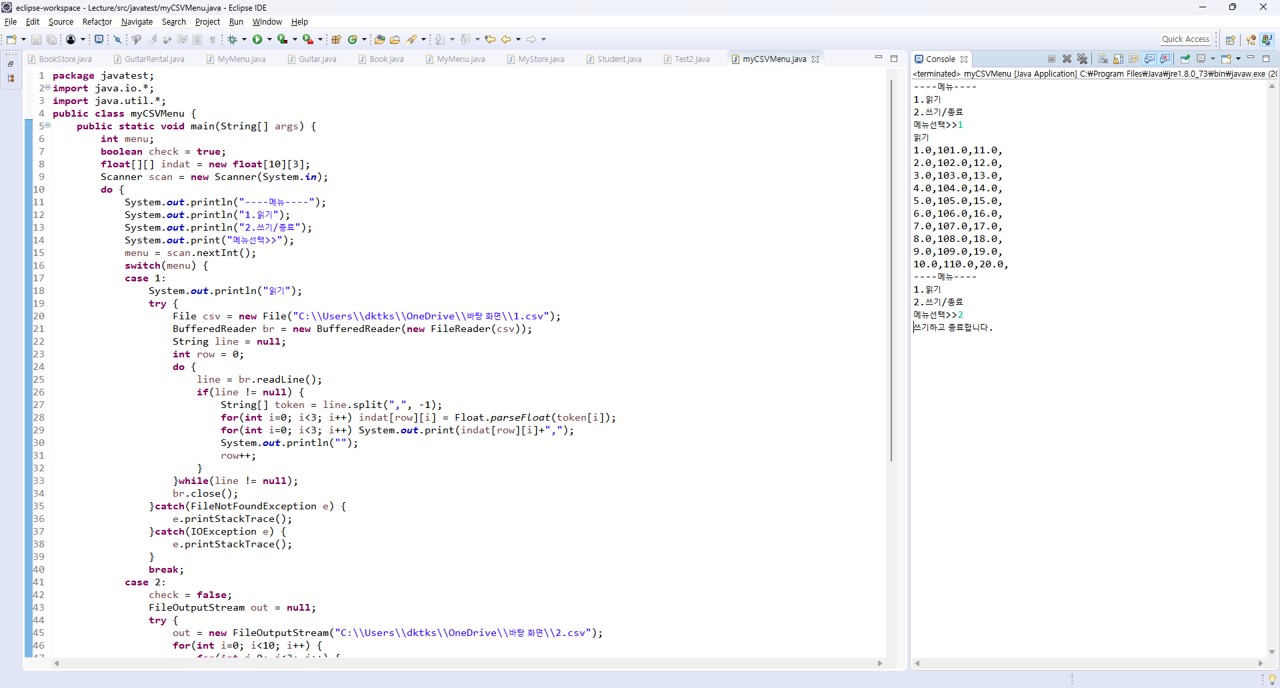 eclipse-workspace - Lecture/src/javatest/myCSVMenu.java - Eclipse IDE
File Edit Source Refactor Navigate Search Project Run Window Help
Quick Access
BookStore.java GuitarRental.java MyMenu.java Guitar.java Book.java MyMenu.java MyStore.java Student.java Test2.java myCSVMenu.java
1 package javatest;
2 import java.io.*;
3 import java.util.*;
4 public class myCSVMenu {
5 public static void main(String[] args) {
6 int menu;
7 boolean check = true;
8 float[][] indat = new float[10][3];
9 Scanner scan = new Scanner(System.in);
10 do {
11 System.out.println("----메뉴----");
12 System.out.println("1.읽기");
13 System.out.println("2.쓰기/종료");
14 System.out.print("메뉴선택>>");
15 menu = scan.nextInt();
16 switch(menu) {
17 case 1:
18 System.out.println("읽기");
19 try {
20 File csv = new File("C:\\Users\\dktks\\OneDrive\\바탕 화면\\1.csv");
21 BufferedReader br = new BufferedReader(new FileReader(csv));
22 String line = null;
23 int row = 0;
24 do {
25 line = br.readLine();
26 if(line != null) {
27 String[] token = line.split(",", -1);
28 for(int i=0; i<3; i++) indat[row][i] = Float.parseFloat(token[i]);
29 for(int i=0; i<3; i++) System.out.print(indat[row][i]+",");
30 System.out.println("");
31 row++;
32 }
33 }while(line != null);
34 br.close();
35 }catch(FileNotFoundException e) {
36 e.printStackTrace();
37 }catch(IOException e) {
38 e.printStackTrace();
39 }
40 break;
41 case 2:
42 check = false;
43 FileOutputStream out = null;
44 try {
45 out = new FileOutputStream("C:\\Users\\dktks\\OneDrive\\바탕 화면\\2.csv");
46 for(int i=0; i<10; i++) {
Console
<terminated> myCSVMenu [Java Application] C:₩Program Files₩Java₩jre1.8.0_73₩bin₩javaw.exe (20
----메뉴----
1.읽기
2.쓰기/종료
메뉴선택>>1
읽기
1.0,101.0,11.0,
2.0,102.0,12.0,
3.0,103.0,13.0,
4.0,104.0,14.0,
5.0,105.0,15.0,
6.0,106.0,16.0,
7.0,107.0,17.0,
8.0,108.0,18.0,
9.0,109.0,19.0,
10.0,110.0,20.0,
----메뉴----
1.읽기
2.쓰기/종료
메뉴선택>>2
쓰기하고 종료합니다.